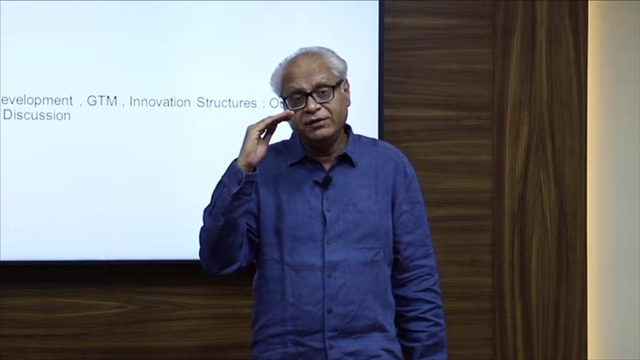 evelopment , GTM , Innovation Structures : O
Discussion